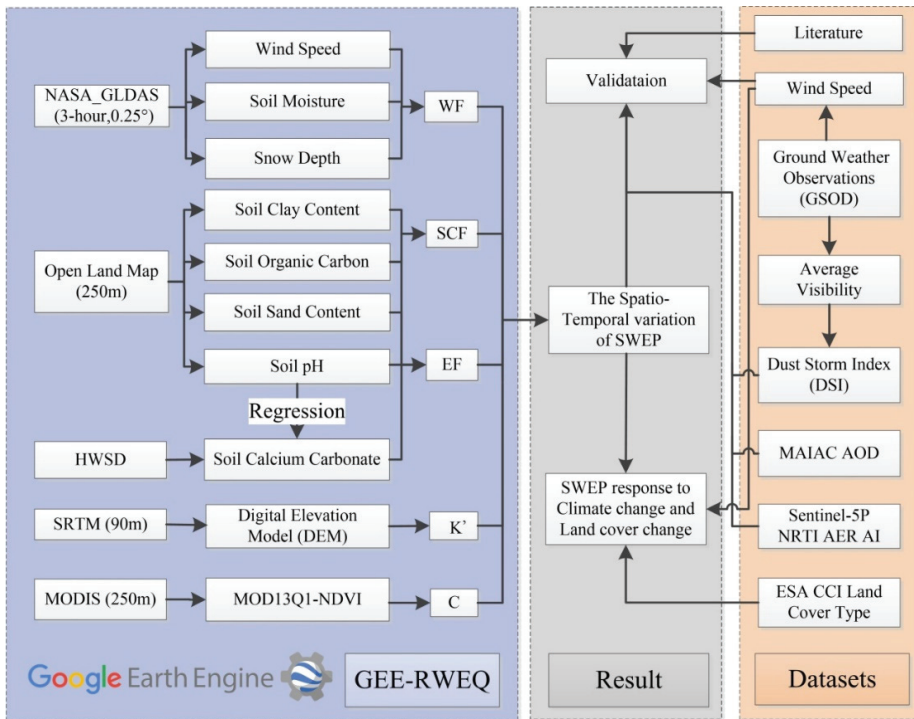 NASA_GLDAS
(3-hour,0.25°)
Wind Speed
Soil Moisture
Snow Depth
WF
Open Land Map
(250m)
Soil Clay Content
Soil Organic Carbon
Soil Sand Content
Soil pH
SCF
EF
Regression
HWSD
Soil Calcium Carbonate
SRTM (90m)
Digital Elevation
Model (DEM)
K’
MODIS (250m)
MOD13Q1-NDVI
C
Google Earth Engine
GEE-RWEQ
Validataion
The Spatio-
Temporal variation
of SWEP
SWEP response to
Climate change and
Land cover change
Result
Literature
Wind Speed
Ground Weather
Observations
(GSOD)
Average
Visibility
Dust Storm Index
(DSI)
MAIAC AOD
Sentinel-5P
NRTI AER AI
ESA CCI Land
Cover Type
Datasets